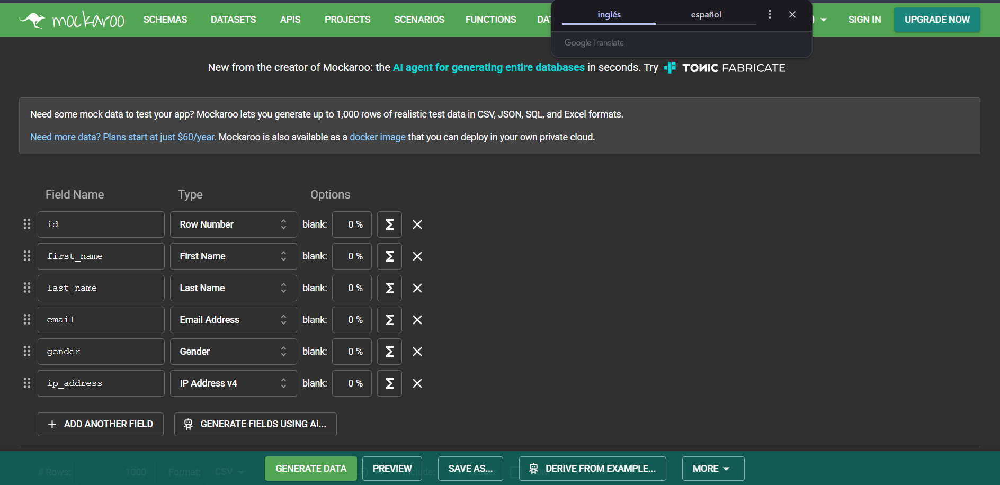 mockaroo SCHEMAS DATASETS APIS PROJECTS SCENARIOS FUNCTIONS SIGN IN UPGRADE NOW
inglés español
Google Translate
New from the creator of Mockaroo: the AI agent for generating entire databases in seconds. Try TONIC FABRICATE
Need some mock data to test your app? Mockaroo lets you generate up to 1,000 rows of realistic test data in CSV, JSON, SQL, and Excel formats.
Need more data? Plans start at just $60/year. Mockaroo is also available as a docker image that you can deploy in your own private cloud.
Field Name Type Options
id Row Number blank: 0 % Σ
first_name First Name blank: 0 % Σ
last_name Last Name blank: 0 % Σ
email Email Address blank: 0 % Σ
gender Gender blank: 0 % Σ
ip_address IP Address v4 blank: 0 % Σ
+ ADD ANOTHER FIELD GENERATE FIELDS USING AI...
# Rows: 1000 Format: CSV
GENERATE DATA PREVIEW SAVE AS... DERIVE FROM EXAMPLE... MORE